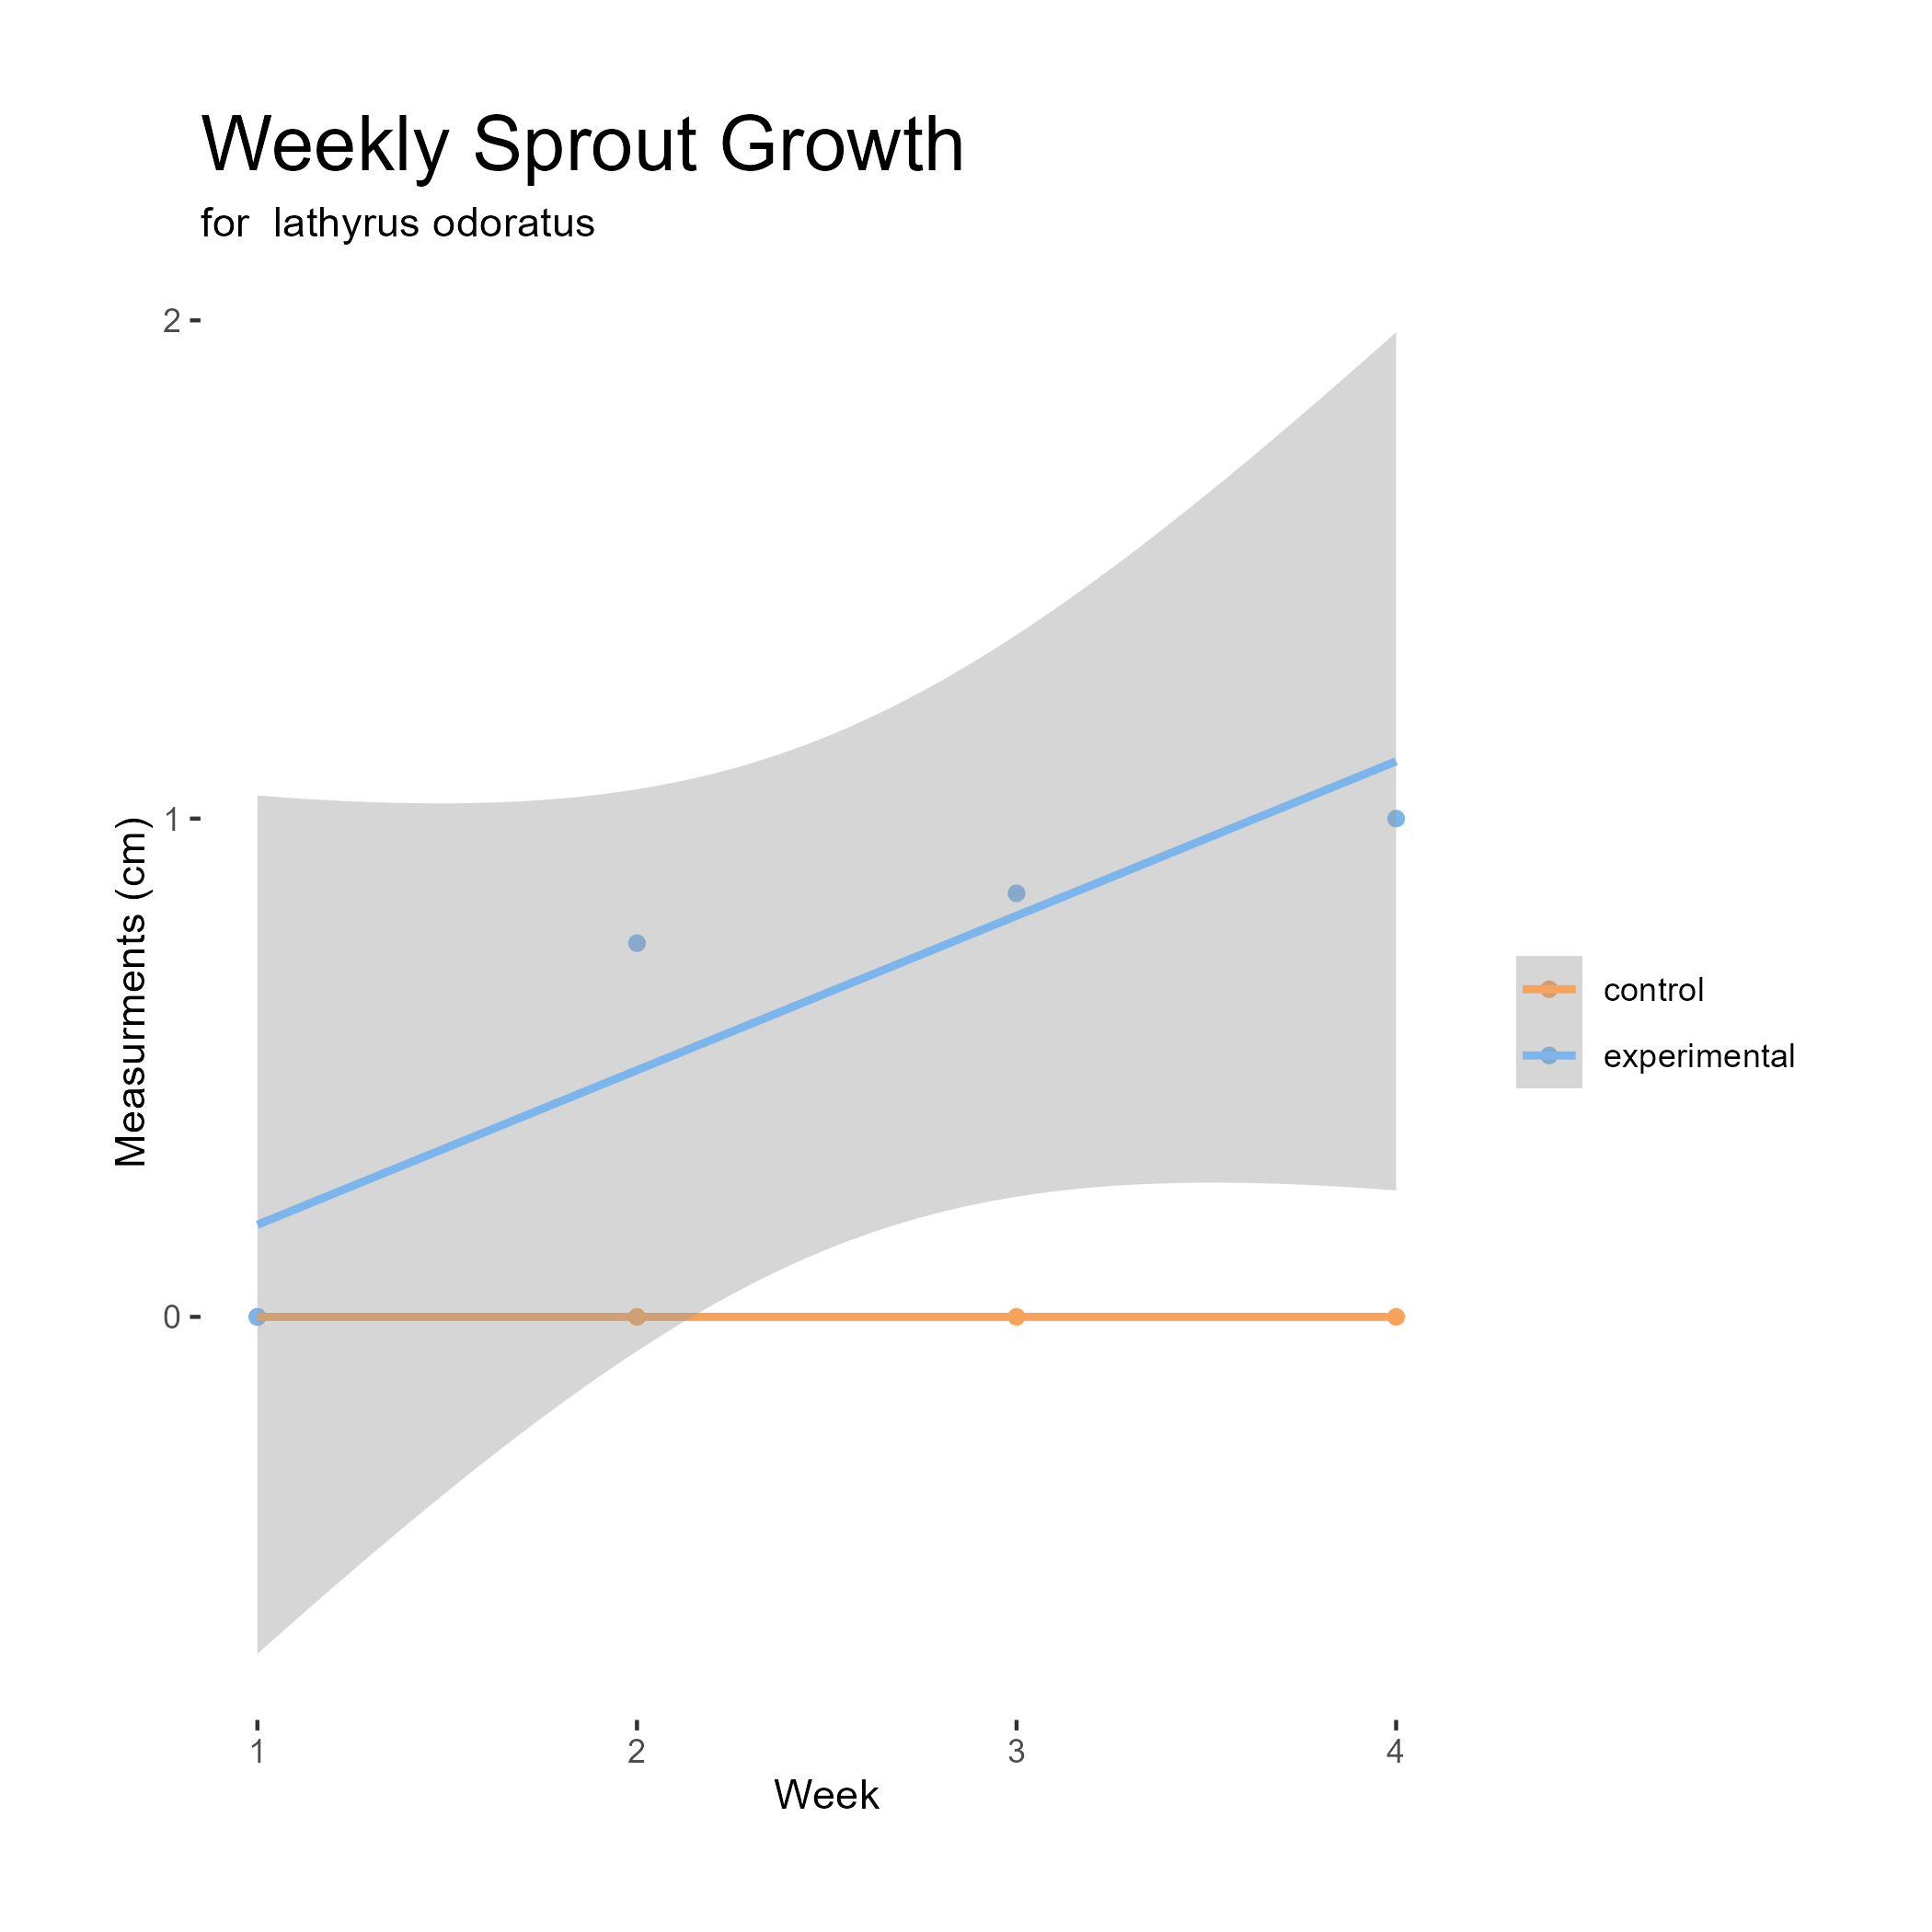 Weekly Sprout Growth
for  lathyrus odoratus
2
1
0
Measurments (cm)
1 2 3 4
Week
control
experimental